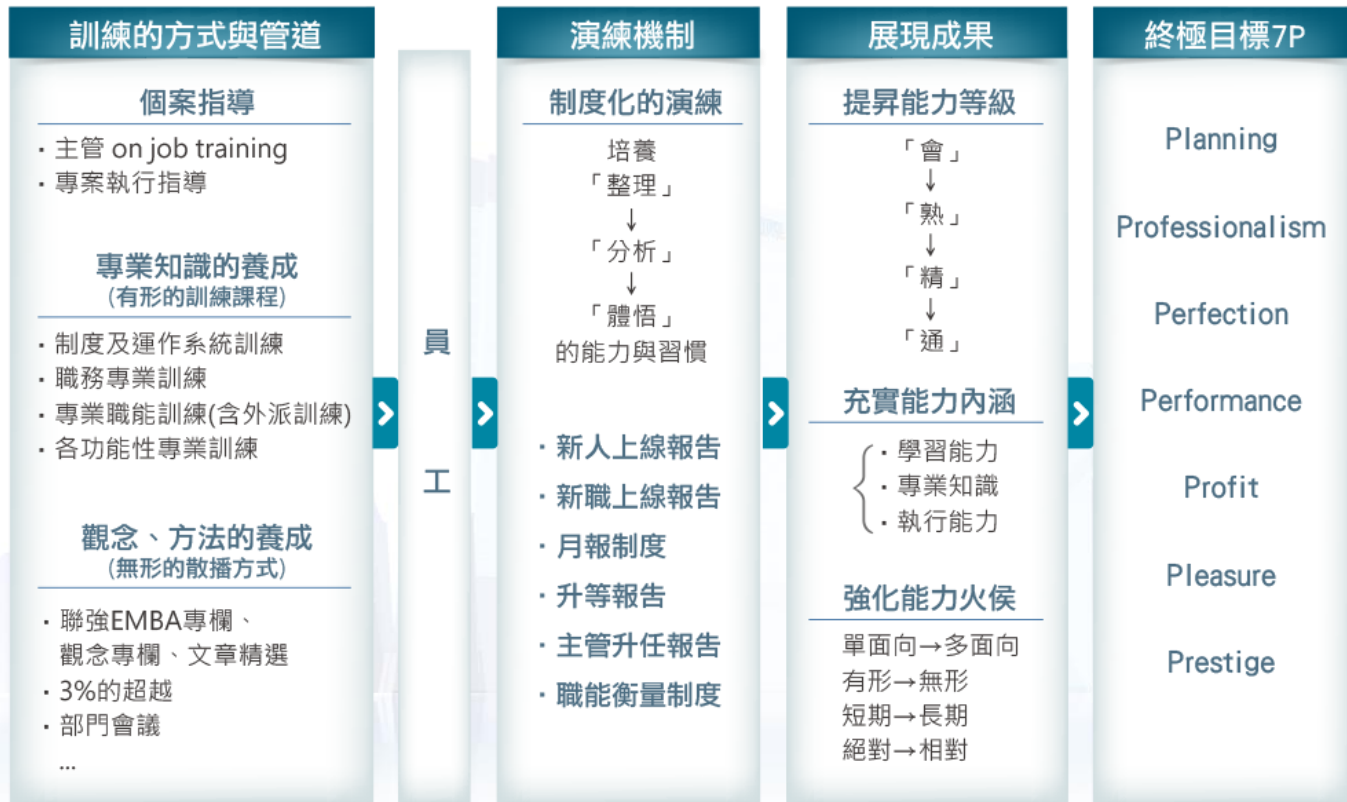 訓練的方式與管道
個案指導
・主管 on job training
・專案執行指導
專業知識的養成
(有形的訓練課程)
・制度及運作系統訓練
・職務專業訓練
・專業職能訓練(含外派訓練)
・各功能性專業訓練
觀念、方法的養成
(無形的散播方式)
・聯強EMBA專欄、
觀念專欄、文章精選
・3%的超越
・部門會議
...
員
工
演練機制
制度化的演練
培養
「整理」
↓
「分析」
↓
「體悟」
的能力與習慣
・新人上線報告
・新職上線報告
・月報制度
・升等報告
・主管升任報告
・職能衡量制度
展現成果
提昇能力等級
「會」
↓
「熟」
↓
「精」
↓
「通」
充實能力內涵
・學習能力
・專業知識
・執行能力
強化能力火侯
單面向→多面向
有形→無形
短期→長期
絕對→相對
終極目標7P
Planning
Professionalism
Perfection
Performance
Profit
Pleasure
Prestige